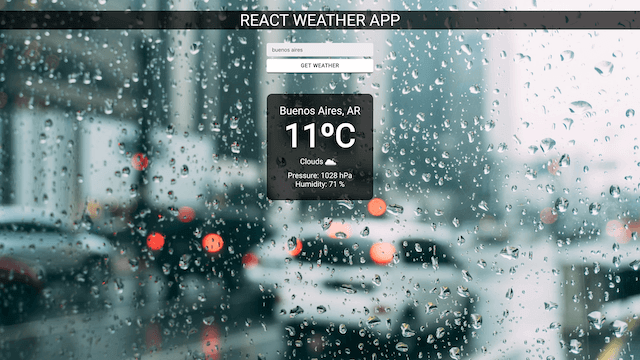 REACT WEATHER APP
buenos aires
GET WEATHER
Buenos Aires, AR
11ºC
Clouds
Pressure: 1028 hPa
Humidity: 71 %